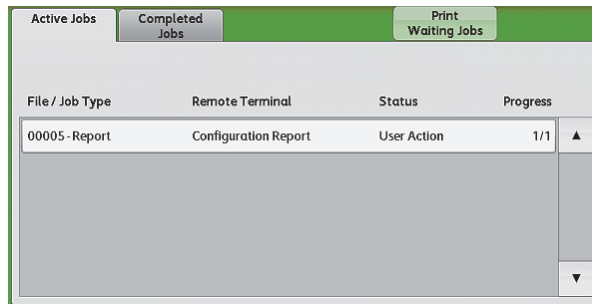 Active Jobs
Completed
Jobs
Print
Waiting Jobs
File / Job Type Remote Terminal Status Progress
00005-Report Configuration Report User Action 1/1